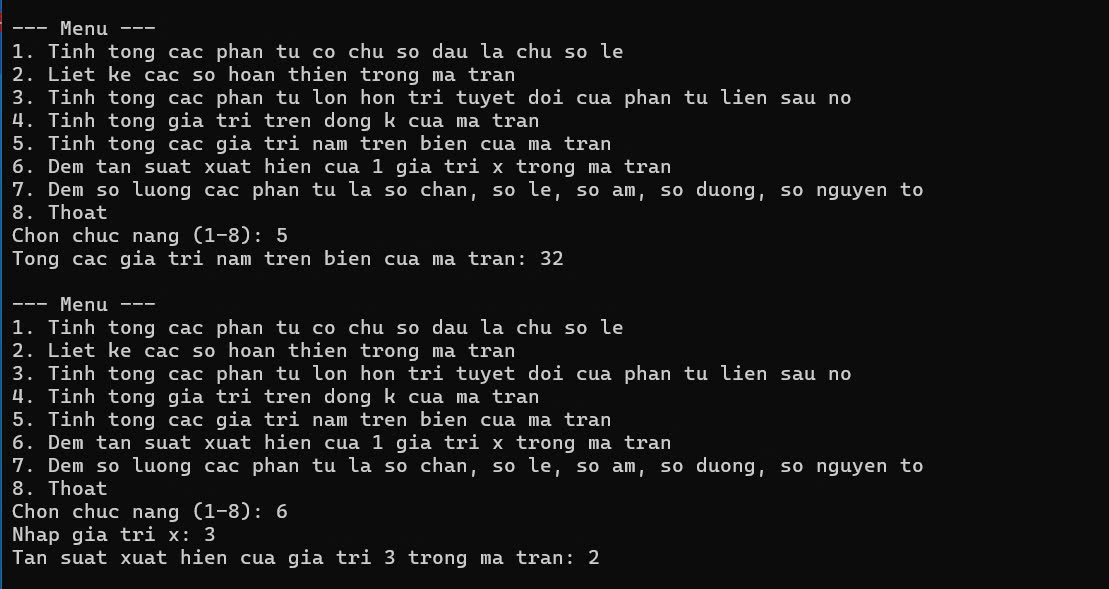 --- Menu ---
1. Tinh tong cac phan tu co chu so dau la chu so le
2. Liet ke cac so hoan thien trong ma tran
3. Tinh tong cac phan tu lon hon tri tuyet doi cua phan tu lien sau no
4. Tinh tong gia tri tren dong k cua ma tran
5. Tinh tong cac gia tri nam tren bien cua ma tran
6. Dem tan suat xuat hien cua 1 gia tri x trong ma tran
7. Dem so luong cac phan tu la so chan, so le, so am, so duong, so nguyen to
8. Thoat
Chon chuc nang (1-8): 5
Tong cac gia tri nam tren bien cua ma tran: 32
--- Menu ---
1. Tinh tong cac phan tu co chu so dau la chu so le
2. Liet ke cac so hoan thien trong ma tran
3. Tinh tong cac phan tu lon hon tri tuyet doi cua phan tu lien sau no
4. Tinh tong gia tri tren dong k cua ma tran
5. Tinh tong cac gia tri nam tren bien cua ma tran
6. Dem tan suat xuat hien cua 1 gia tri x trong ma tran
7. Dem so luong cac phan tu la so chan, so le, so am, so duong, so nguyen to
8. Thoat
Chon chuc nang (1-8): 6
Nhap gia tri x: 3
Tan suat xuat hien cua gia tri 3 trong ma tran: 2